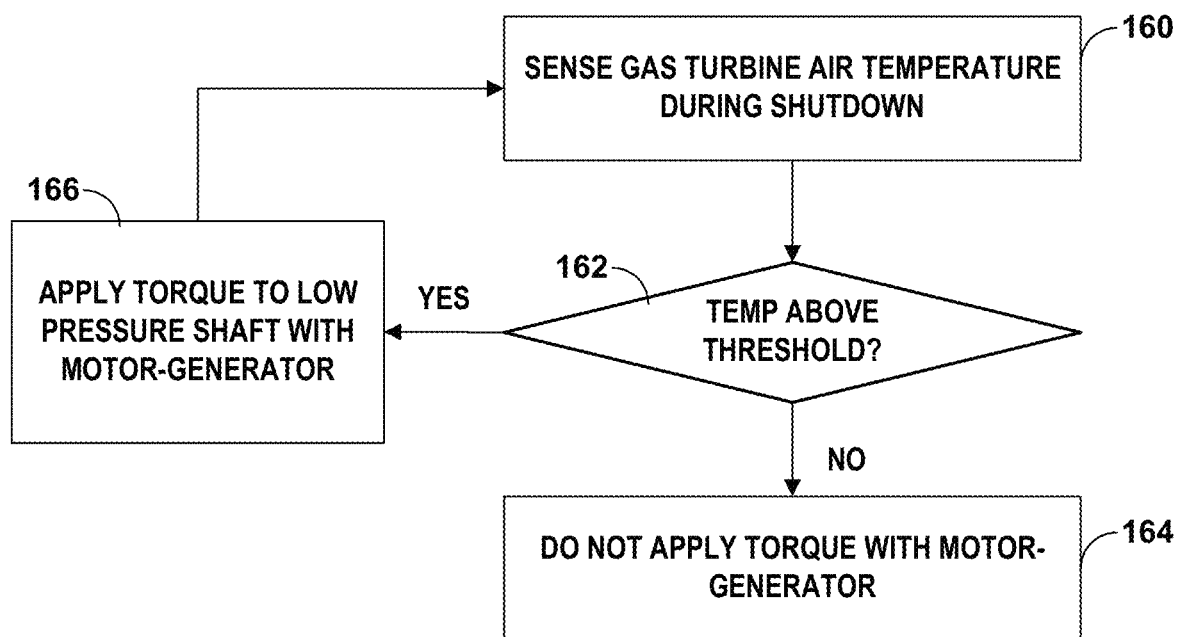 160
SENSE GAS TURBINE AIR TEMPERATURE
DURING SHUTDOWN
166
APPLY TORQUE TO LOW
PRESSURE SHAFT WITH
MOTOR-GENERATOR
YES
162
TEMP ABOVE
THRESHOLD?
NO
DO NOT APPLY TORQUE WITH MOTOR-
GENERATOR
164